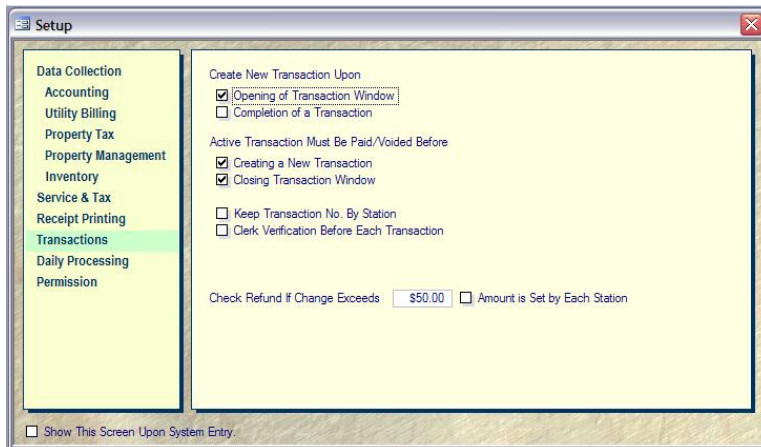 Setup
Data Collection
Accounting
Utility Billing
Property Tax
Property Management
Inventory
Service & Tax
Receipt Printing
Transactions
Daily Processing
Permission
Create New Transaction Upon
Opening of Transaction Window
Completion of a Transaction
Active Transaction Must Be Paid/Voided Before
Creating a New Transaction
Closing Transaction Window
Keep Transaction No. By Station
Clerk Verification Before Each Transaction
Check Refund If Change Exceeds $50.00 Amount is Set by Each Station
Show This Screen Upon System Entry.